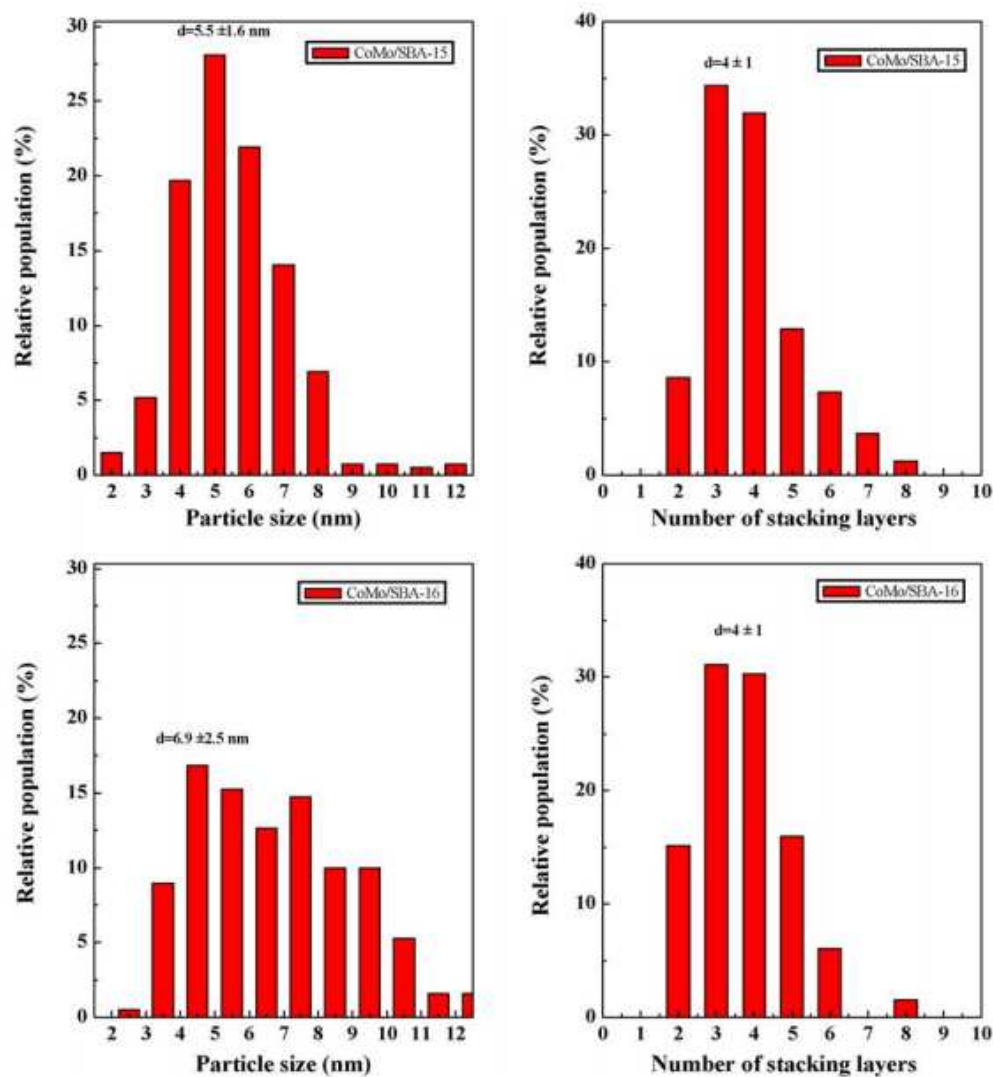 d=5.5 ±1.6 nm
CoMo/SBA-15
Relative population (%)
30
25
20
15
10
5
0
2 3 4 5 6 7 8 9 10 11 12
Particle size (nm)
d=4 ± 1
CoMo/SBA-15
Relative population (%)
40
30
20
10
0
0 1 2 3 4 5 6 7 8 9 10
Number of stacking layers
CoMo/SBA-16
d=6.9 ±2.5 nm
Relative population (%)
30
25
20
15
10
5
0
2 3 4 5 6 7 8 9 10 11 12
Particle size (nm)
CoMo/SBA-16
d=4 ± 1
Relative population (%)
40
30
20
10
0
0 1 2 3 4 5 6 7 8 9 10
Number of stacking layers